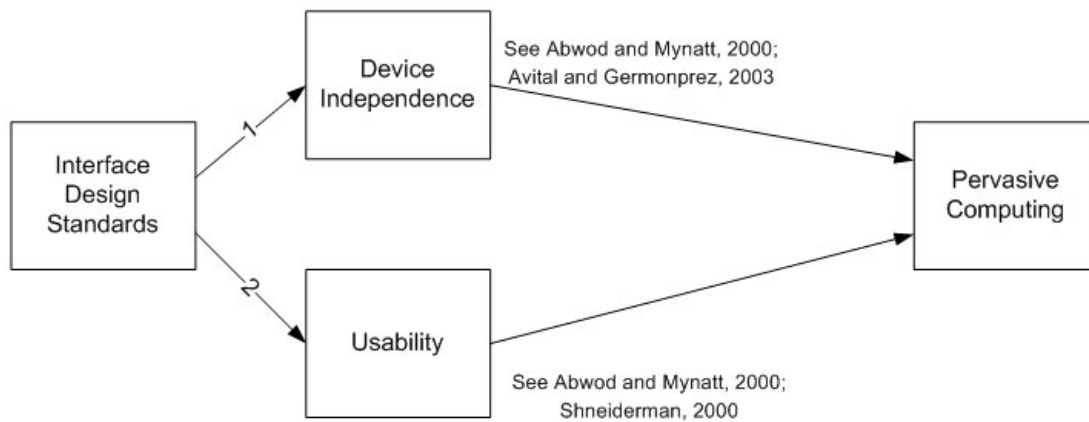 Interface
Design
Standards
1
2
Device
Independence
See Abwod and Mynatt, 2000;
Avital and Germonprez, 2003
Usability
See Abwod and Mynatt, 2000;
Shneiderman, 2000
Pervasive
Computing